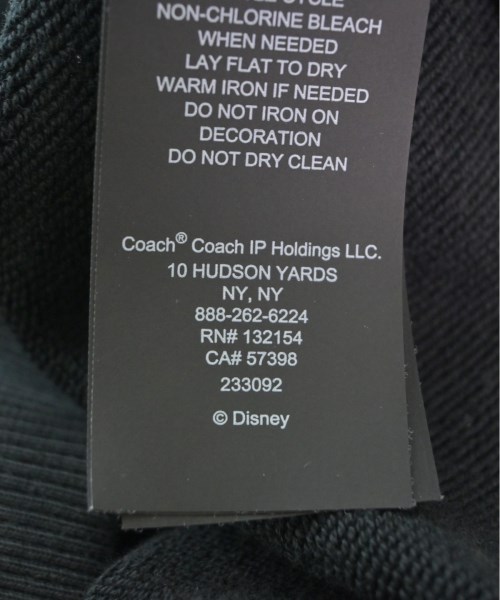 CYCLE
NON-CHLORINE BLEACH
WHEN NEEDED
LAY FLAT TO DRY
WARM IRON IF NEEDED
DO NOT IRON ON
DECORATION
DO NOT DRY CLEAN
Coach® Coach IP Holdings LLC.
10 HUDSON YARDS
NY, NY
888-262-6224
RN# 132154
CA# 57398
233092
© Disney